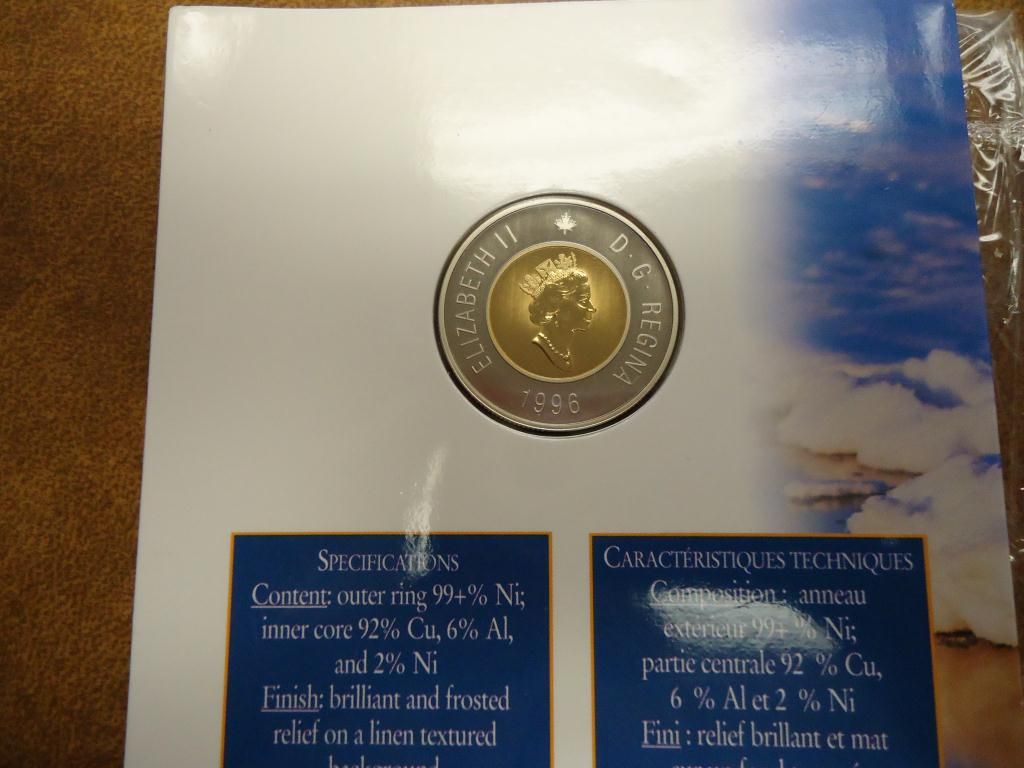 ELIZABETH II
D·G·REGINA
1996
SPECIFICATIONS
Content: outer ring 99+% Ni;
inner core 92% Cu, 6% Al,
and 2% Ni
Finish: brilliant and frosted
relief on a linen textured
background
CARACTÉRISTIQUES TECHNIQUES
Composition : anneau
extérieur 99+ % Ni;
partie centrale 92 % Cu,
6 % Al et 2 % Ni
Fini : relief brillant et mat